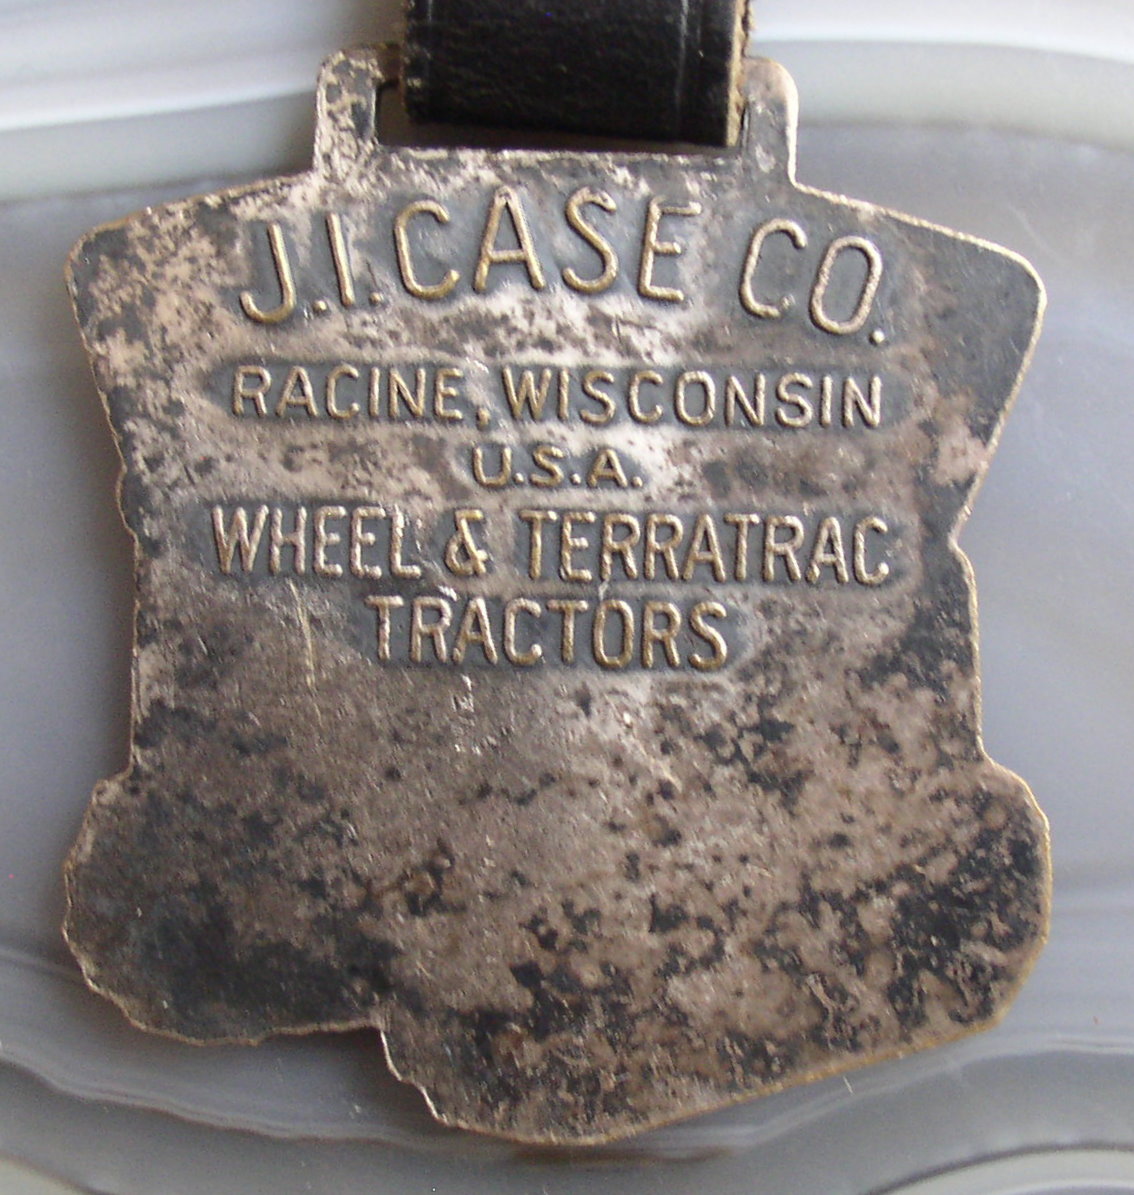 J.I.CASE CO.
RACINE, WISCONSIN
U.S.A.
WHEEL & TERRATRAC
TRACTORS